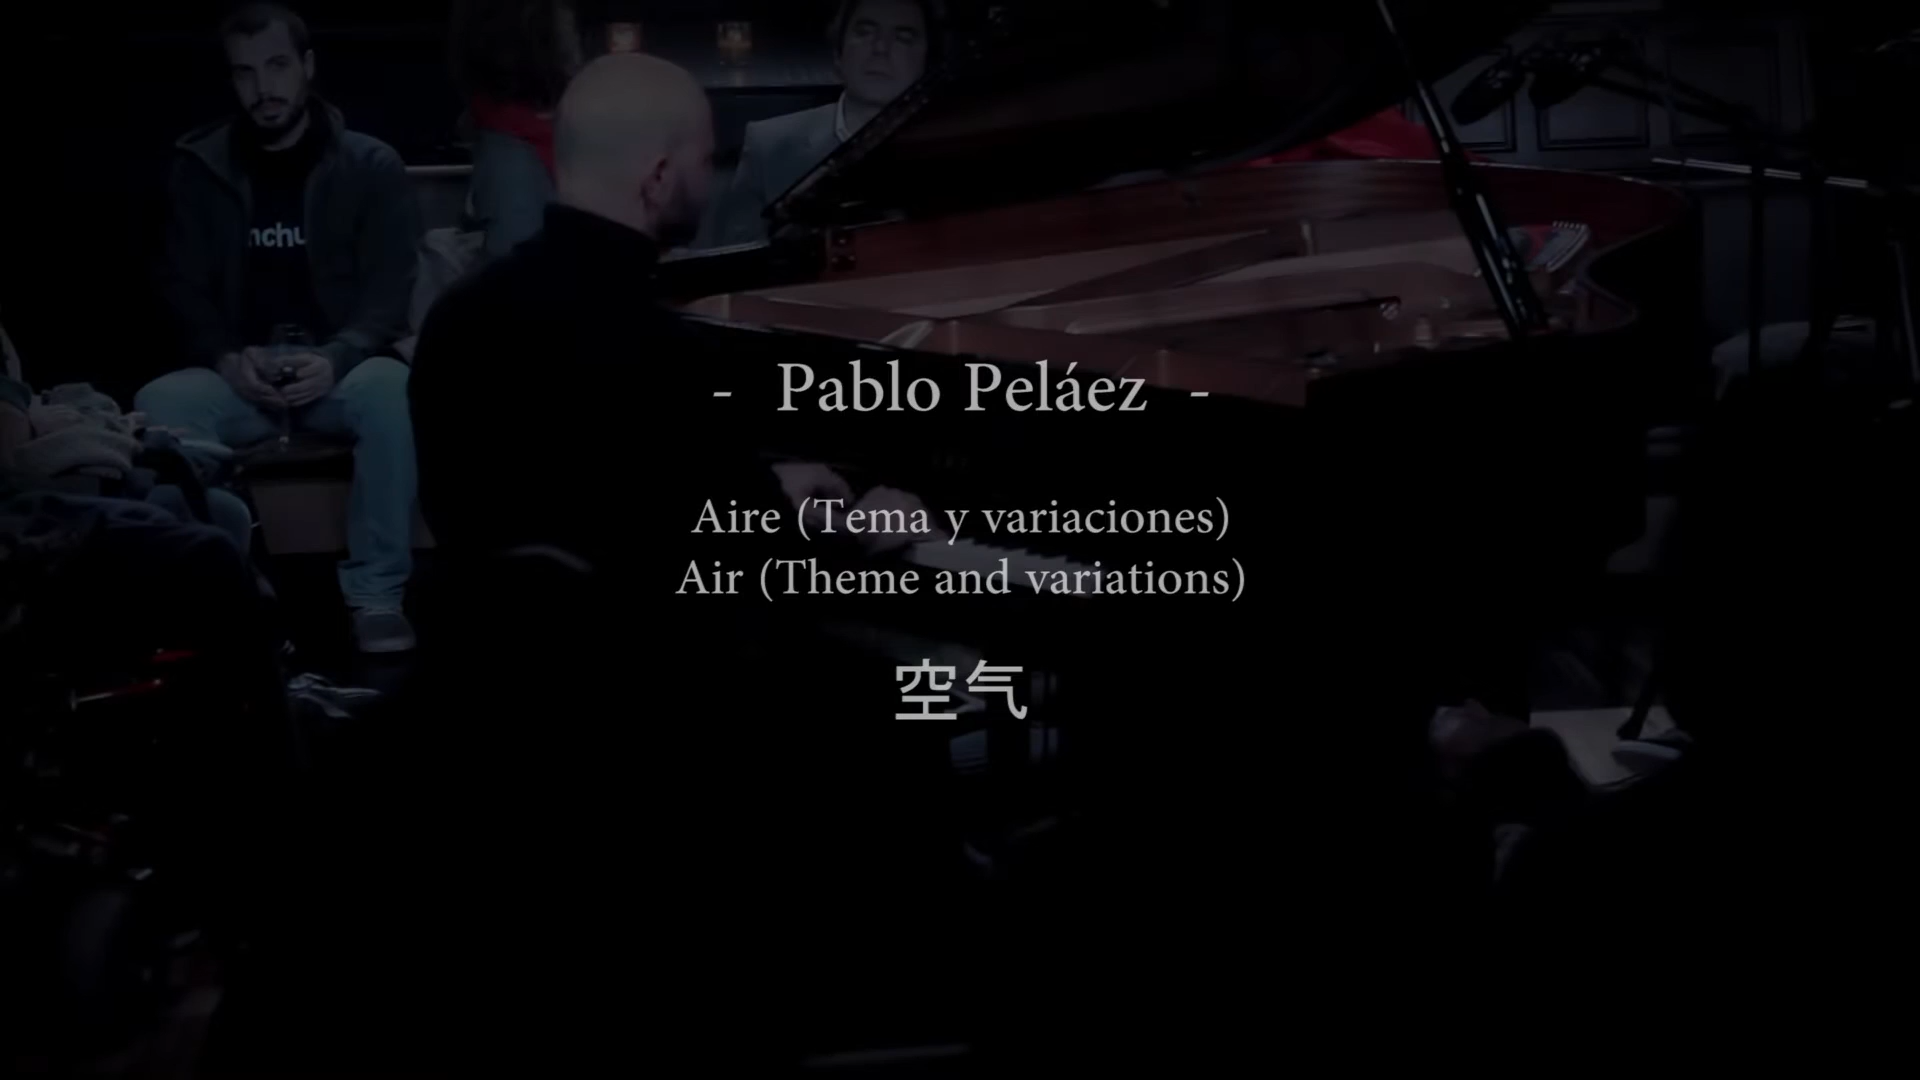 - Pablo Peláez -
Aire (Tema y variaciones)
Air (Theme and variations)
空气